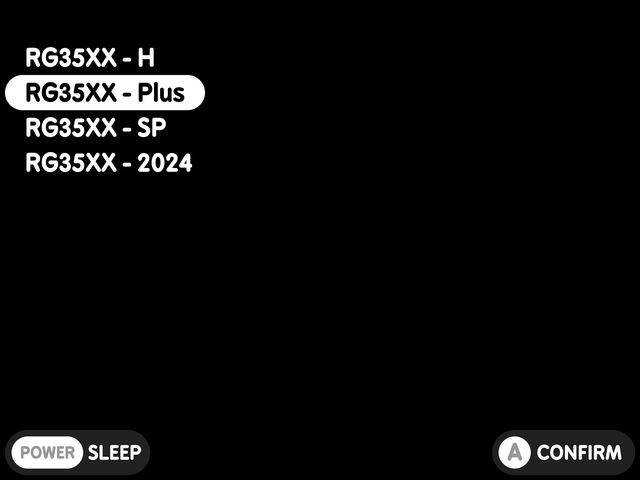 RG35XX - H
RG35XX - Plus
RG35XX - SP
RG35XX - 2024
POWER SLEEP
A CONFIRM